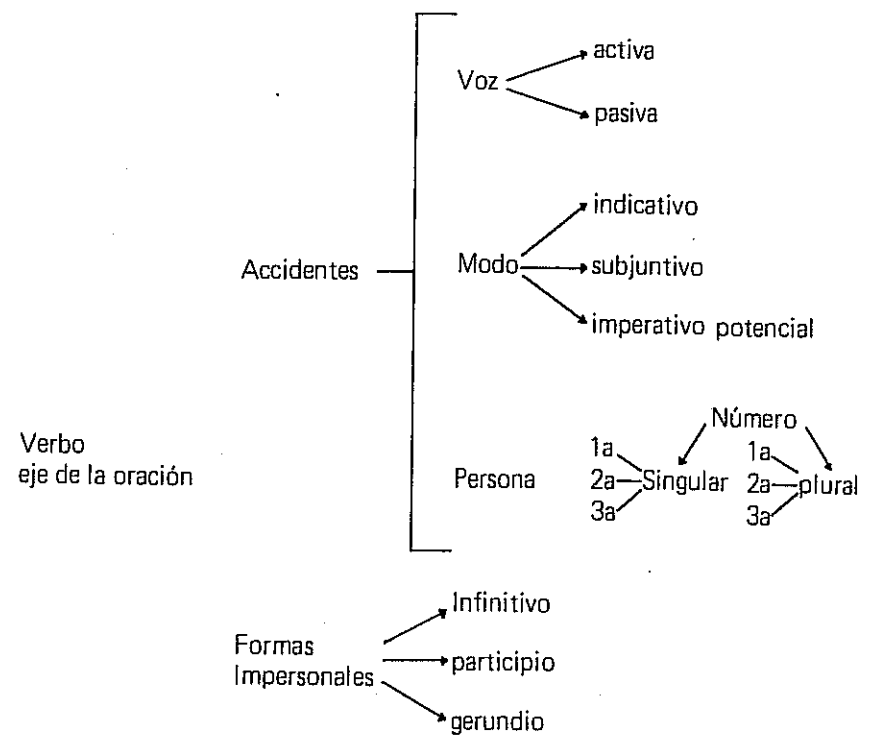 Voz
activa
pasiva
Accidentes
Modo
indicativo
subjuntivo
imperativo potencial
Verbo
eje de la oración
Persona
Número
1a
2a Singular
3a
1a
2a plural
3a
Formas
Impersonales
Infinitivo
participio
gerundio